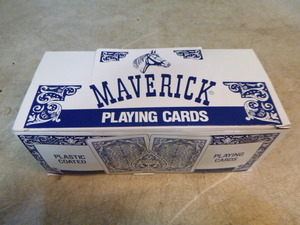 MAVERICK®
PLAYING CARDS
PLASTIC
COATED
PLAYING
CARDS